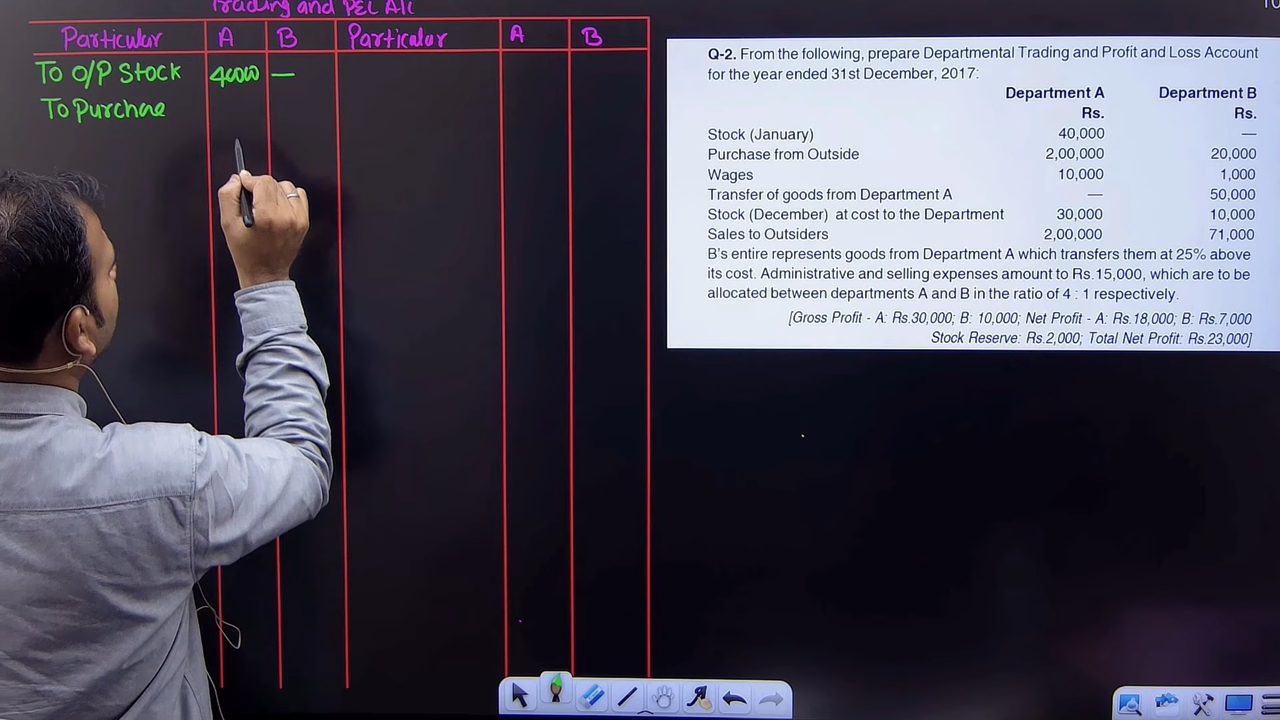 Trading and P&L A/c
Particular A B Particular A B
To O/P Stock 40000 —
To Purchase
Q-2. From the following, prepare Departmental Trading and Profit and Loss Account
for the year ended 31st December, 2017:
Department A Department B
Rs. Rs.
Stock (January) 40,000 —
Purchase from Outside 2,00,000 20,000
Wages 10,000 1,000
Transfer of goods from Department A — 50,000
Stock (December) at cost to the Department 30,000 10,000
Sales to Outsiders 2,00,000 71,000
B's entire represents goods from Department A which transfers them at 25% above
its cost. Administrative and selling expenses amount to Rs.15,000, which are to be
allocated between departments A and B in the ratio of 4 : 1 respectively.
[Gross Profit - A: Rs.30,000; B: 10,000; Net Profit - A: Rs.18,000; B: Rs.7,000
Stock Reserve: Rs.2,000; Total Net Profit: Rs.23,000]